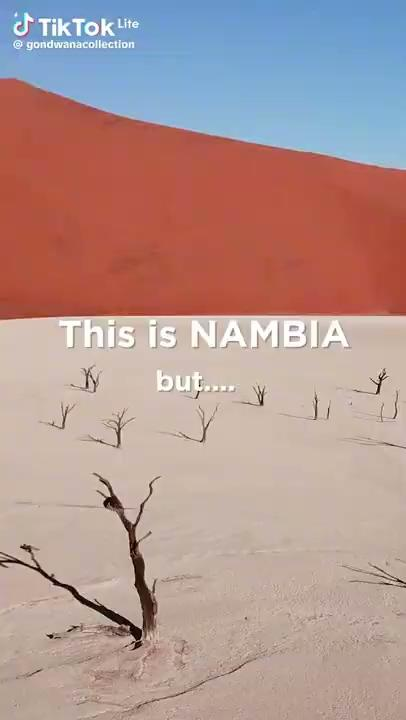 TikTok Lite
@ gondwanacollection
This is NAMBIA
but....